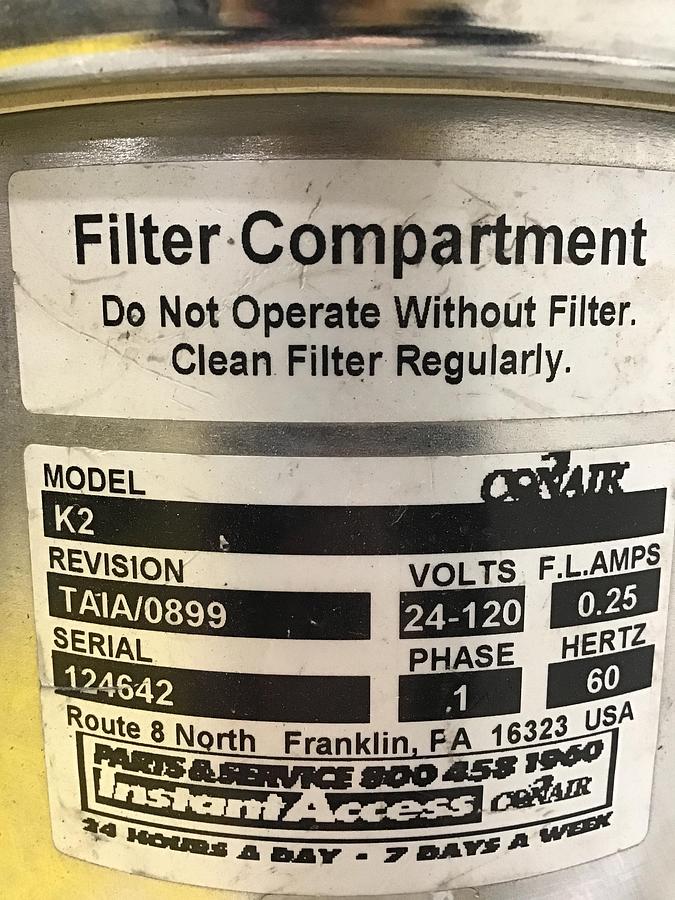 Filter Compartment
Do Not Operate Without Filter.
Clean Filter Regularly.
MODEL
CONAIR
K2
REVISION VOLTS F.L.AMPS
TA1A/0899 24-120 0.25
SERIAL PHASE HERTZ
124642 1 60
Route 8 North Franklin, PA 16323 USA
PARTS & SERVICE 800 458 1960
Instant Access CONAIR
24 HOURS A DAY - 7 DAYS A WEEK